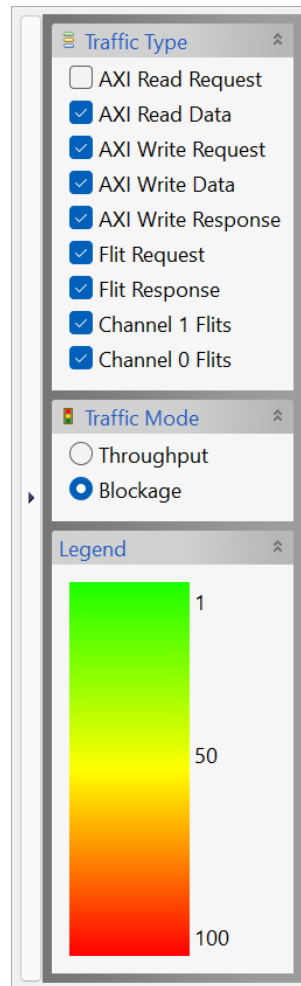 Traffic Type
AXI Read Request
AXI Read Data
AXI Write Request
AXI Write Data
AXI Write Response
Flit Request
Flit Response
Channel 1 Flits
Channel 0 Flits
Traffic Mode
Throughput
Blockage
Legend
1
50
100